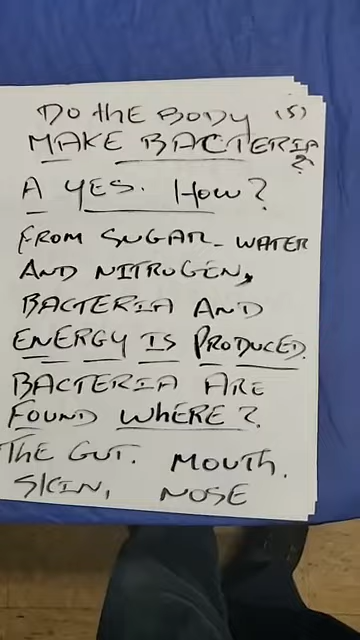 DO the BODY (5)
MAKE BACTERIA?
A YES. HOW?
FROM SUGAR - WATER
AND NITROGEN,
BACTERIA AND
ENERGY IS PRODUCED.
BACTERIA ARE
FOUND WHERE?
THE GUT. MOUTH.
SKIN, NOSE